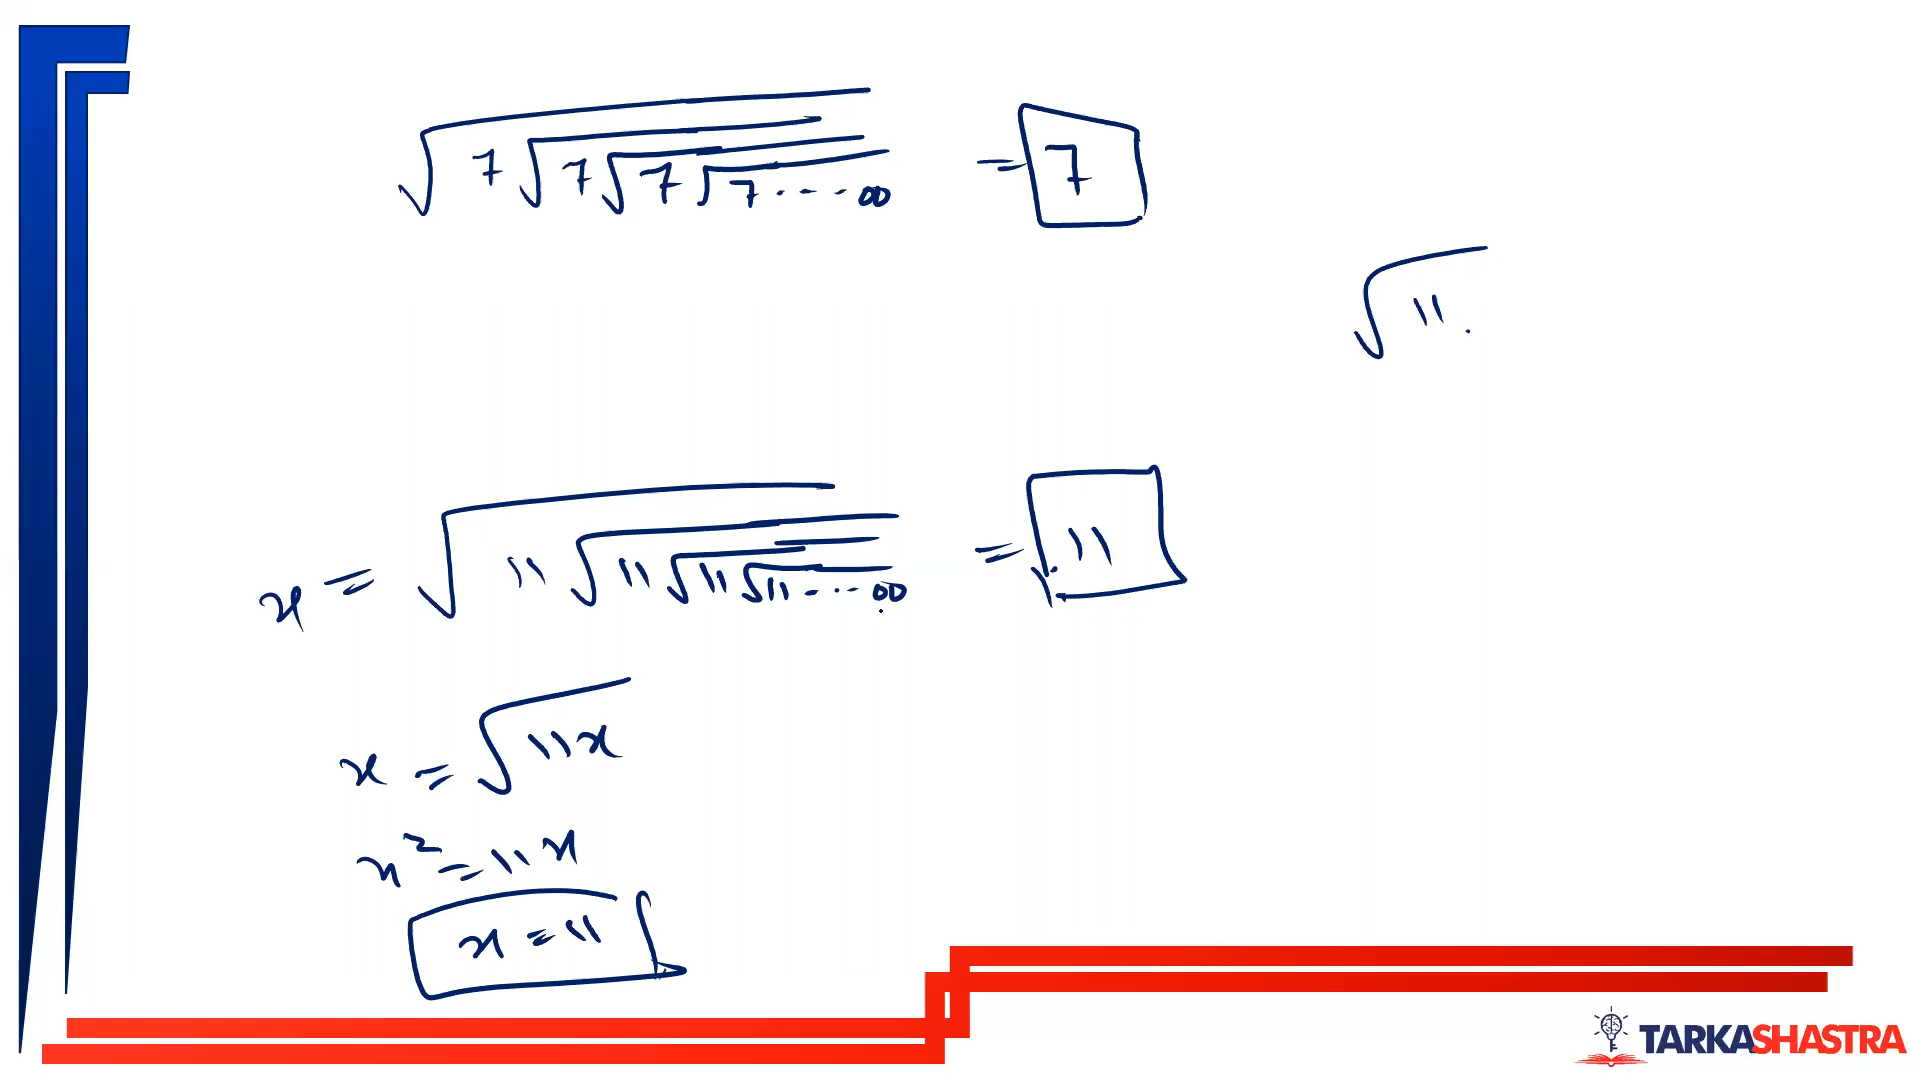 √7√7√7√7....∞ = 7
√11.
x = √11√11√11√11....∞ = 11
x = √11x
x² = 11x
x = 11
TARKASHASTRA